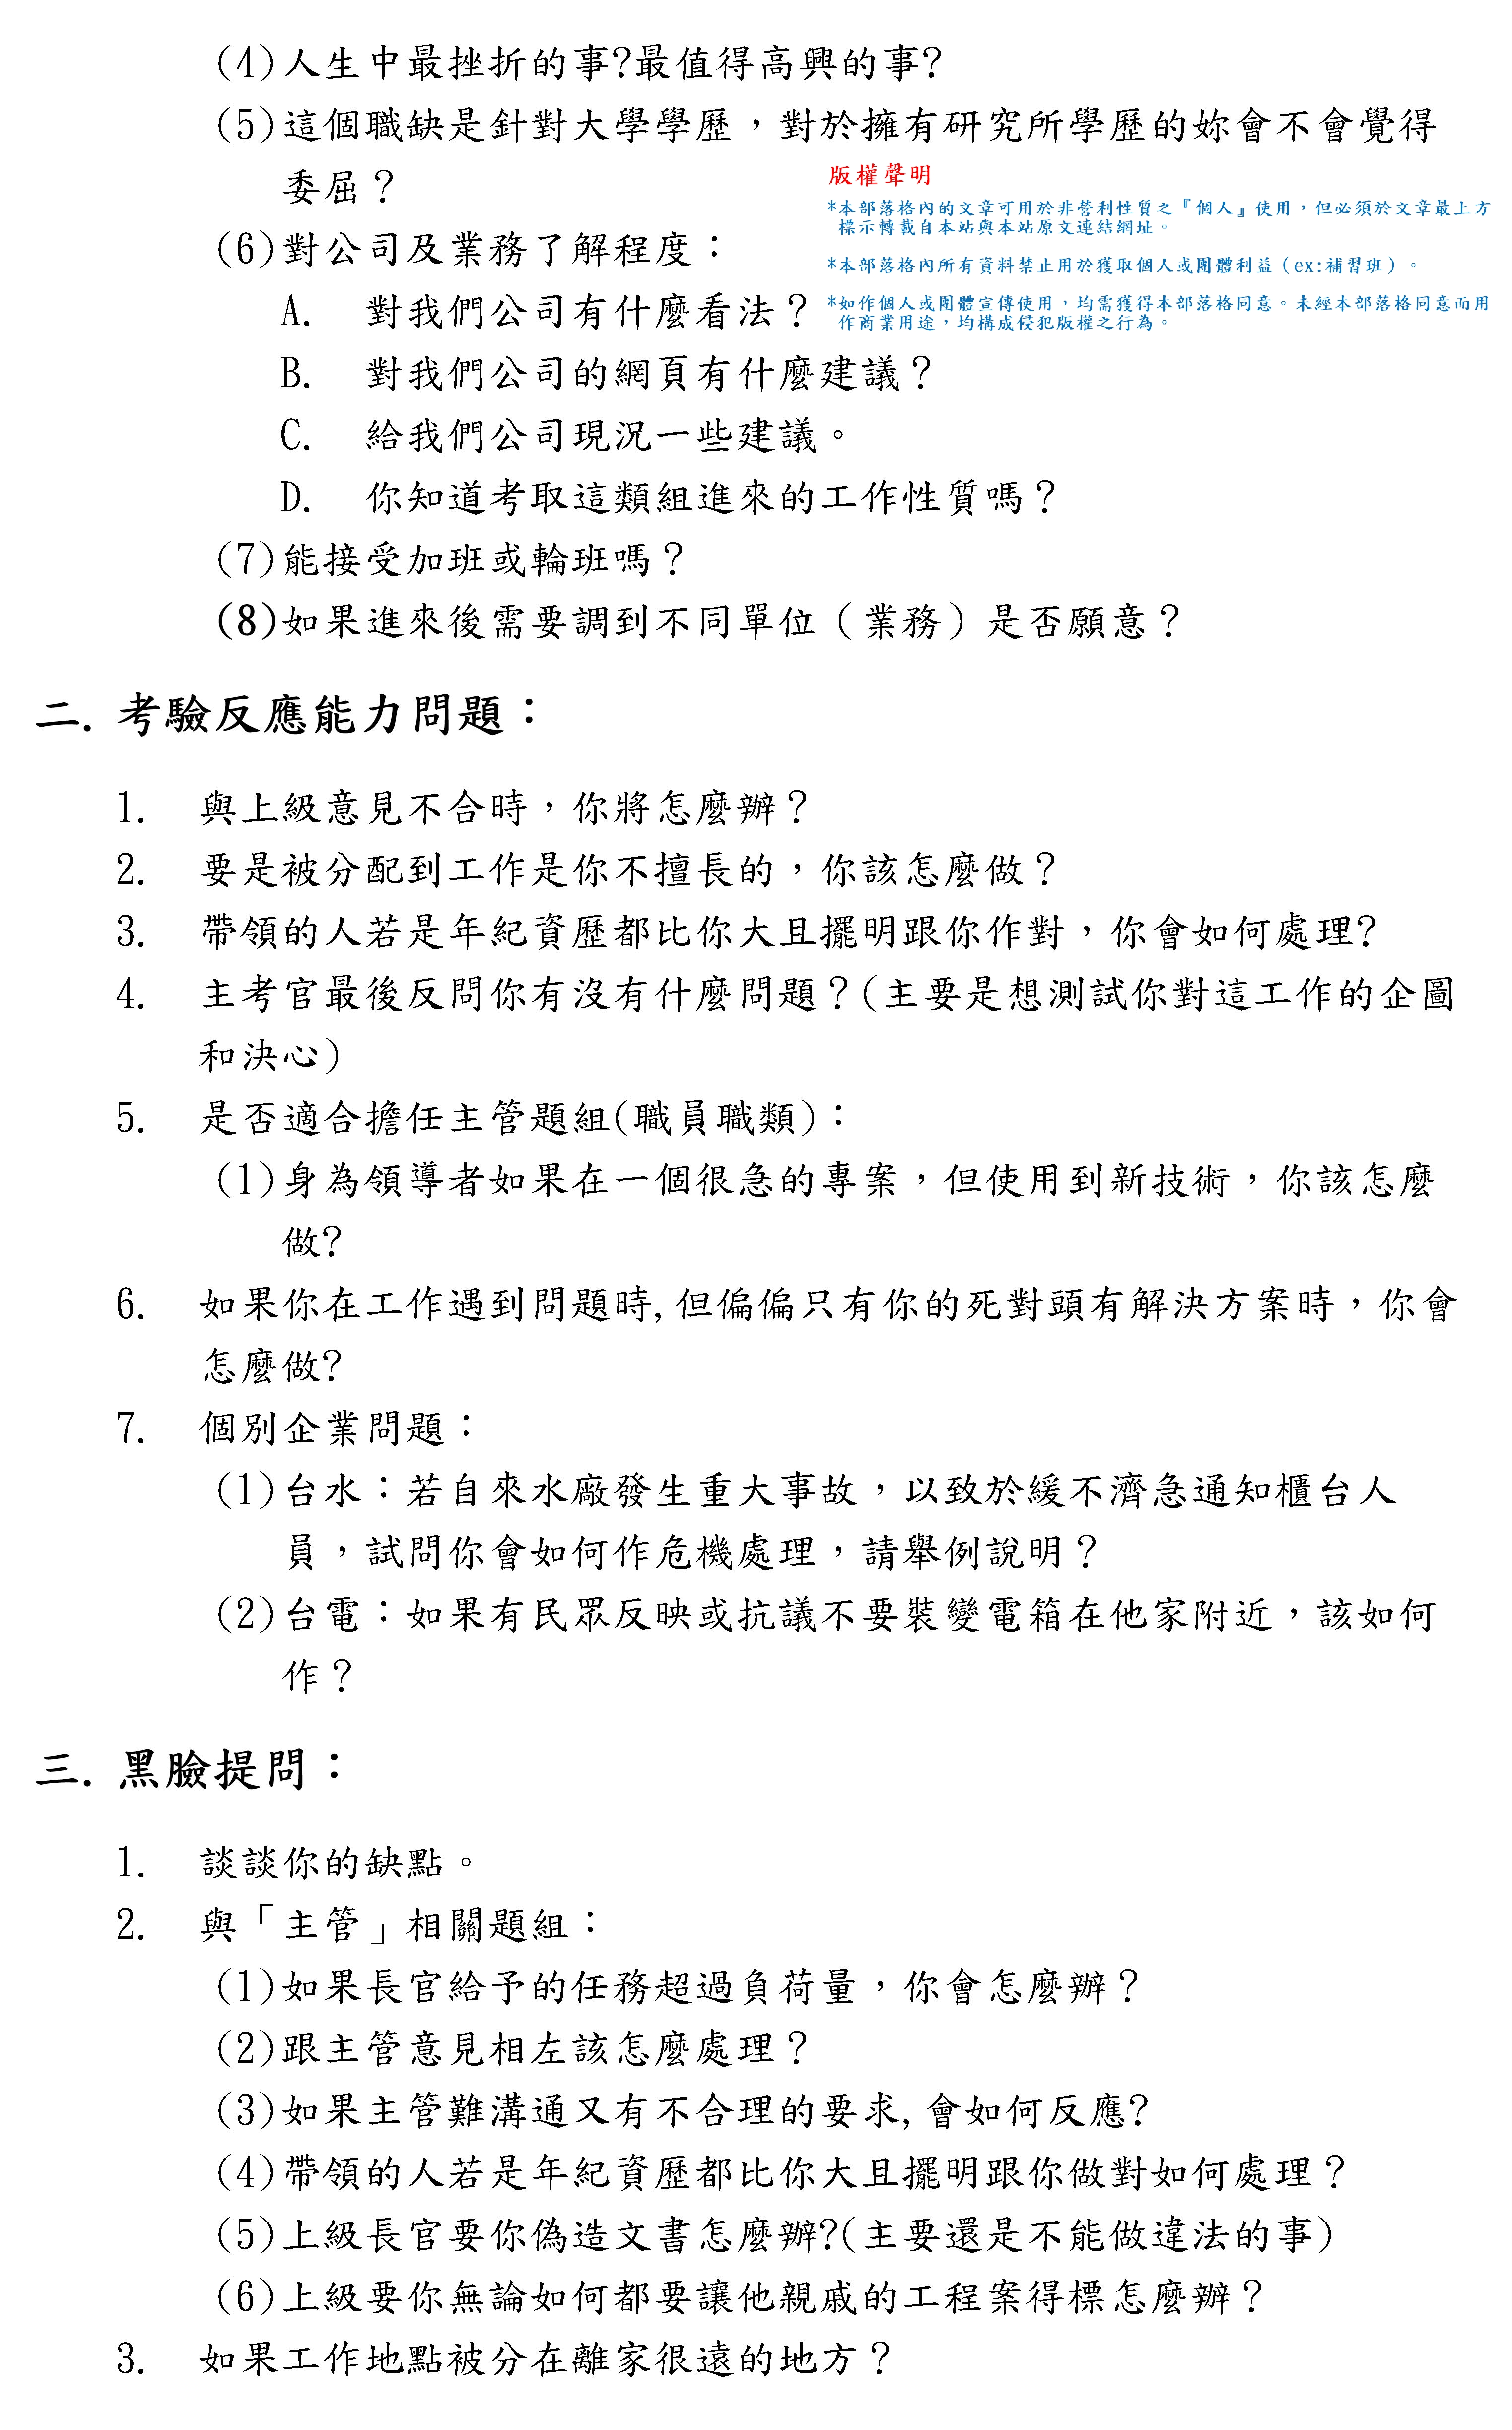 (4)人生中最挫折的事?最值得高興的事?
(5)這個職缺是針對大學學歷，對於擁有研究所學歷的妳會不會覺得
委屈？
版權聲明
*本部落格內的文章可用於非營利性質之『個人』使用，但必須於文章最上方
標示轉載自本站與本站原文連結網址。
*本部落格內所有資料禁止用於獲取個人或團體利益（ex:補習班）。
*如作個人或團體宣傳使用，均需獲得本部落格同意。未經本部落格同意而用
作商業用途，均構成侵犯版權之行為。
(6)對公司及業務了解程度：
A. 對我們公司有什麼看法？
B. 對我們公司的網頁有什麼建議？
C. 給我們公司現況一些建議。
D. 你知道考取這類組進來的工作性質嗎？
(7)能接受加班或輪班嗎？
(8)如果進來後需要調到不同單位（業務）是否願意？
二. 考驗反應能力問題：
1. 與上級意見不合時，你將怎麼辦？
2. 要是被分配到工作是你不擅長的，你該怎麼做？
3. 帶領的人若是年紀資歷都比你大且擺明跟你作對，你會如何處理?
4. 主考官最後反問你有沒有什麼問題？(主要是想測試你對這工作的企圖
和決心)
5. 是否適合擔任主管題組(職員職類)：
(1)身為領導者如果在一個很急的專案，但使用到新技術，你該怎麼
做?
6. 如果你在工作遇到問題時,但偏偏只有你的死對頭有解決方案時，你會
怎麼做?
7. 個別企業問題：
(1)台水：若自來水廠發生重大事故，以致於緩不濟急通知櫃台人
員，試問你會如何作危機處理，請舉例說明？
(2)台電：如果有民眾反映或抗議不要裝變電箱在他家附近，該如何
作？
三. 黑臉提問：
1. 談談你的缺點。
2. 與「主管」相關題組：
(1)如果長官給予的任務超過負荷量，你會怎麼辦？
(2)跟主管意見相左該怎麼處理？
(3)如果主管難溝通又有不合理的要求,會如何反應?
(4)帶領的人若是年紀資歷都比你大且擺明跟你做對如何處理？
(5)上級長官要你偽造文書怎麼辦?(主要還是不能做違法的事)
(6)上級要你無論如何都要讓他親戚的工程案得標怎麼辦？
3. 如果工作地點被分在離家很遠的地方？